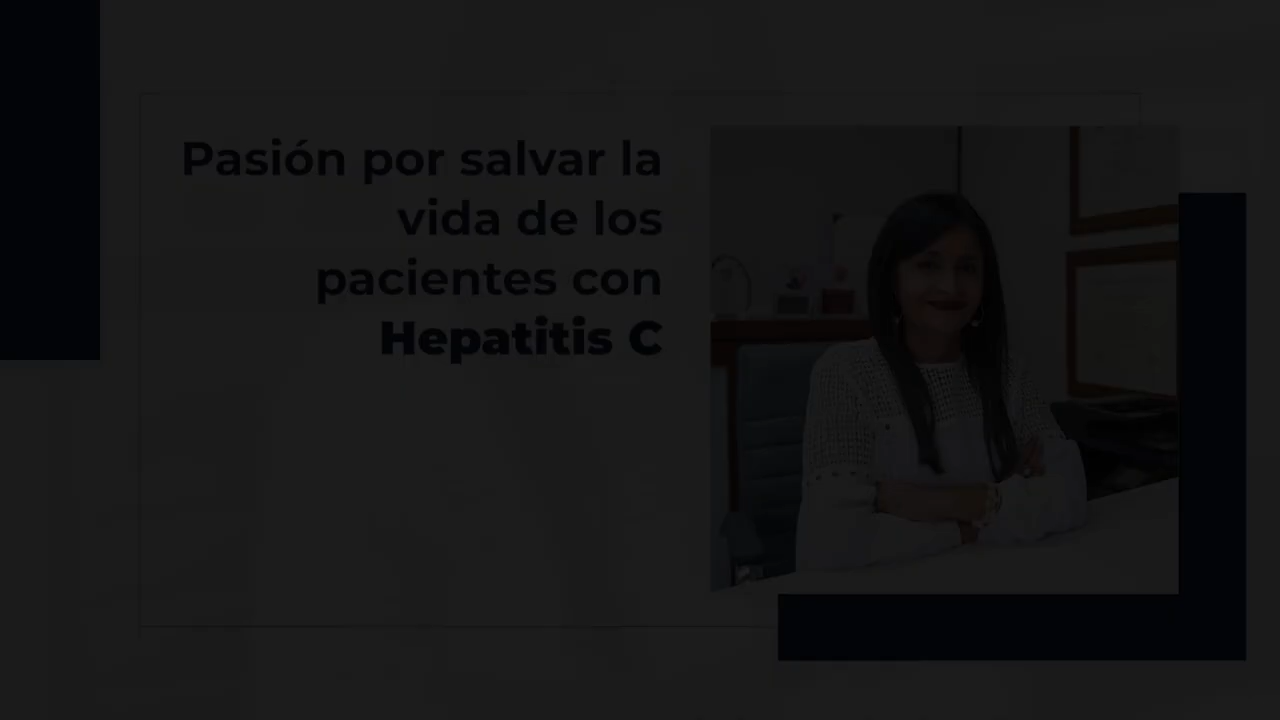 Pasión por salvar la
vida de los
pacientes con
Hepatitis C